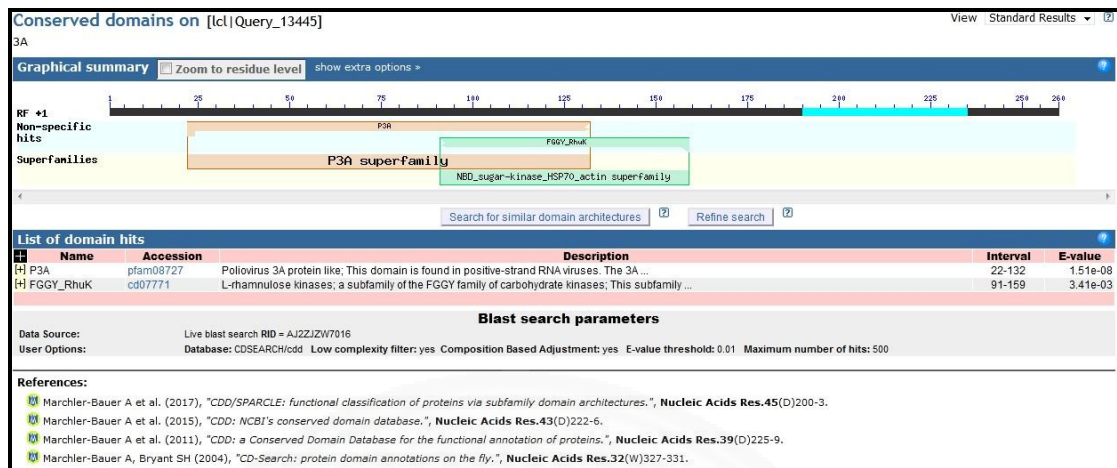 Conserved domains on [lcl|Query_13445]
View Standard Results
3A
Graphical summary Zoom to residue level show extra options »
1 25 50 75 100 125 150 175 200 225 250 260
RF +1
Non-specific hits
P3A
FGGY_RhuK
Superfamilies
P3A superfamily
NBD_sugar-kinase_HSP70_actin superfamily
Search for similar domain architectures Refine search
List of domain hits
Name Accession Description Interval E-value
[+] P3A pfam08727 Poliovirus 3A protein like; This domain is found in positive-strand RNA viruses. The 3A ... 22-132 1.51e-08
[+] FGGY_RhuK cd07771 L-rhamnulose kinases; a subfamily of the FGGY family of carbohydrate kinases; This subfamily ... 91-159 3.41e-03
Blast search parameters
Data Source: Live blast search RID = AJ2ZJZW7016
User Options: Database: CDSEARCH/cdd Low complexity filter: yes Composition Based Adjustment: yes E-value threshold: 0.01 Maximum number of hits: 500
References:
Marchler-Bauer A et al. (2017), "CDD/SPARCLE: functional classification of proteins via subfamily domain architectures.", Nucleic Acids Res.45(D)200-3.
Marchler-Bauer A et al. (2015), "CDD: NCBI's conserved domain database.", Nucleic Acids Res.43(D)222-6.
Marchler-Bauer A et al. (2011), "CDD: a Conserved Domain Database for the functional annotation of proteins.", Nucleic Acids Res.39(D)225-9.
Marchler-Bauer A, Bryant SH (2004), "CD-Search: protein domain annotations on the fly.", Nucleic Acids Res.32(W)327-331.